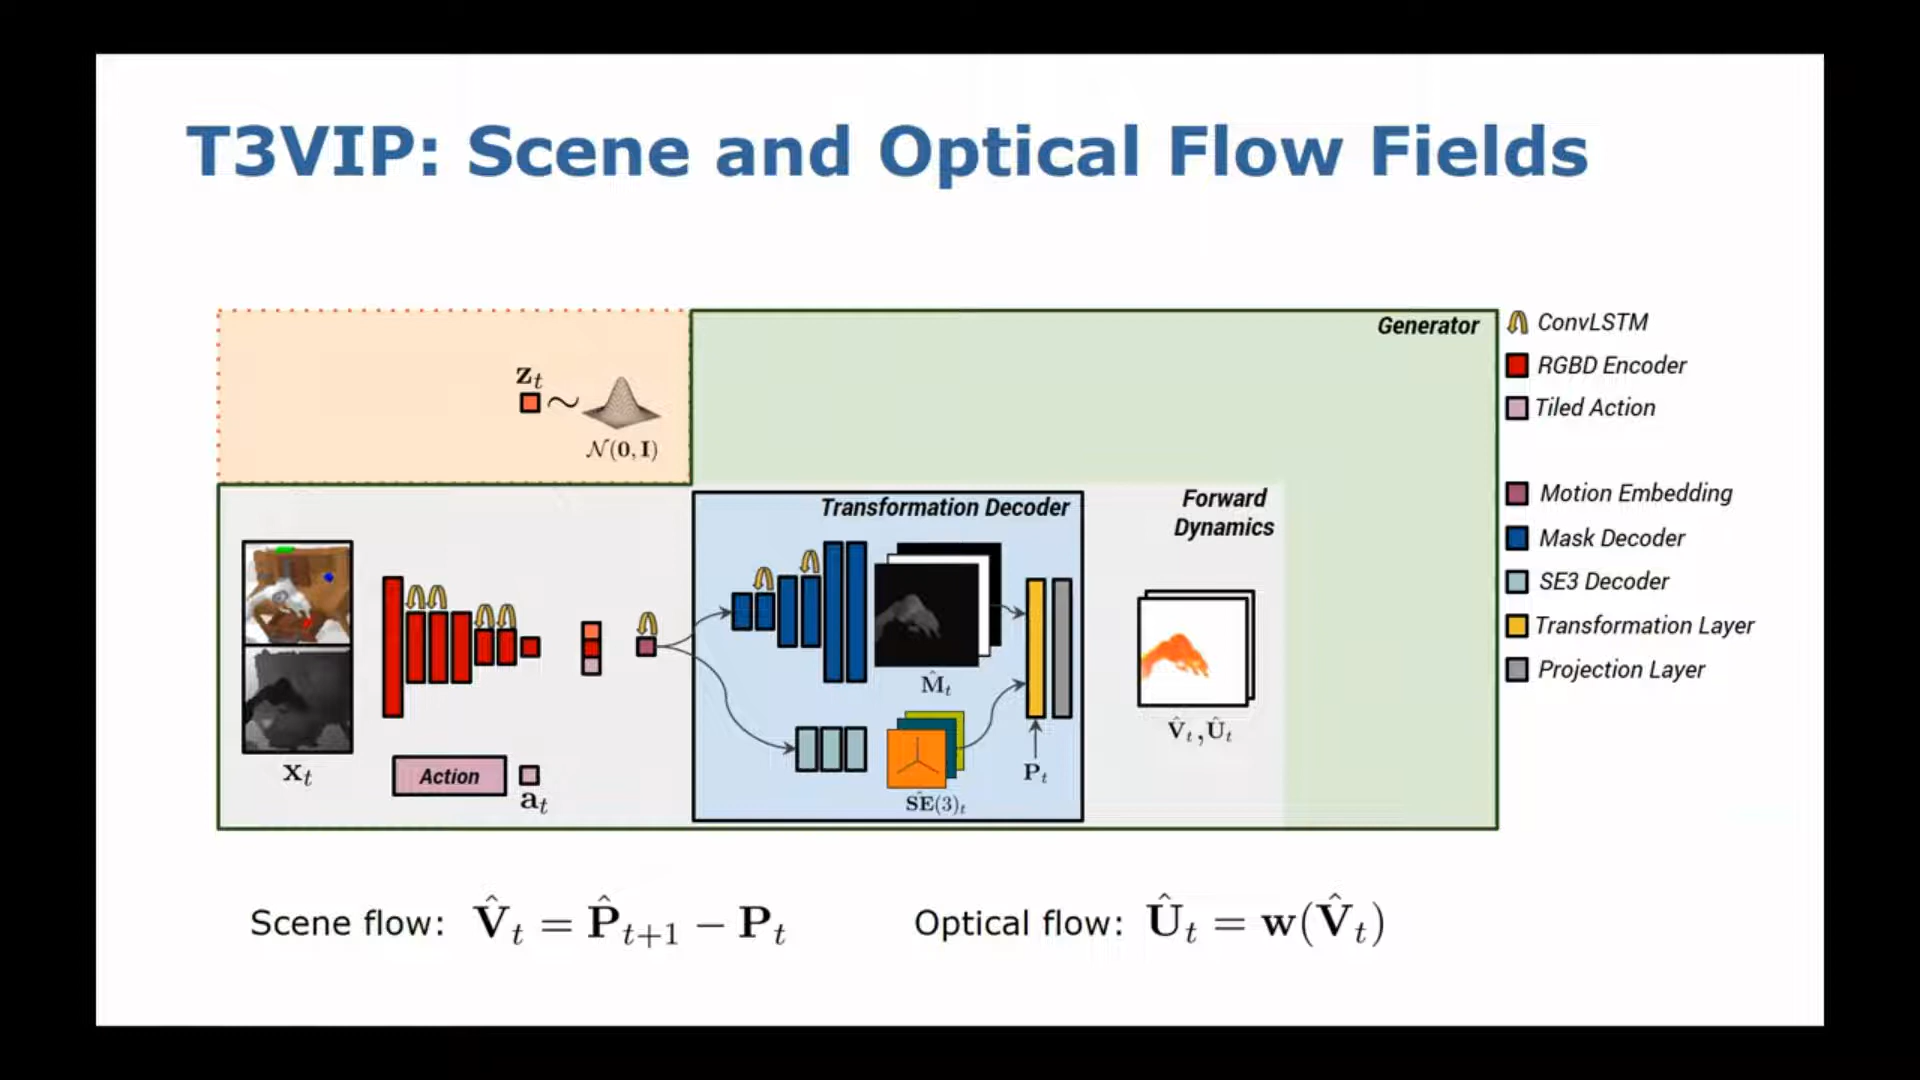 T3VIP: Scene and Optical Flow Fields
Generator
ConvLSTM
RGBD Encoder
Tiled Action
z_t ~ 𝒩(0, I)
Motion Embedding
Mask Decoder
SE3 Decoder
Transformation Layer
Projection Layer
Transformation Decoder
Forward
Dynamics
x_t
Action
a_t
M̂_t
SÊ(3)_t
P_t
V̂_t, Û_t
Scene flow: V̂_t = P̂_{t+1} − P_t
Optical flow: Û_t = w(V̂_t)